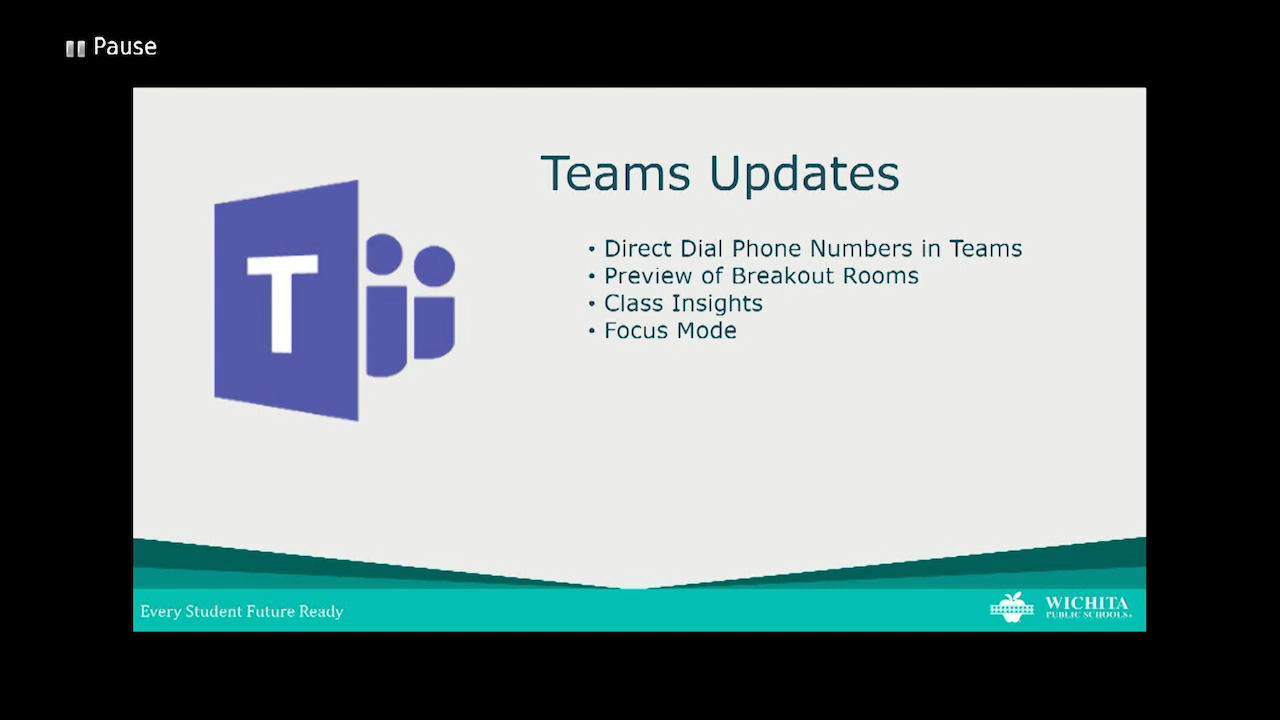 Pause
Teams Updates
• Direct Dial Phone Numbers in Teams
• Preview of Breakout Rooms
• Class Insights
• Focus Mode
T
Every Student Future Ready
WICHITA
PUBLIC SCHOOLS